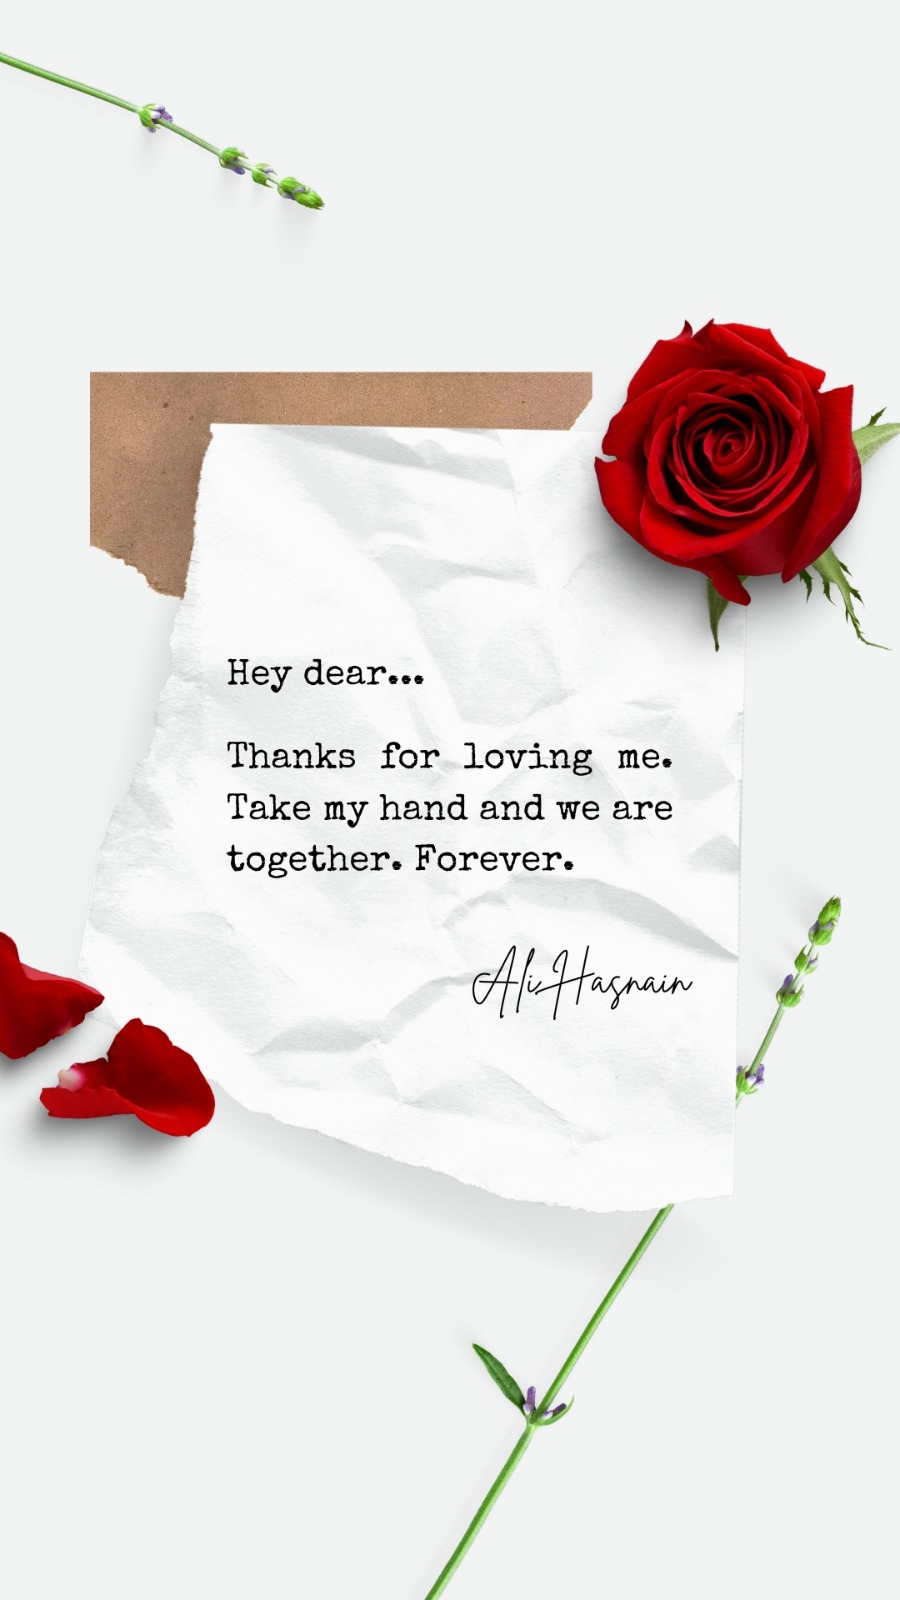 Hey dear...
Thanks for loving me.
Take my hand and we are
together. Forever.
Ali Hasnain